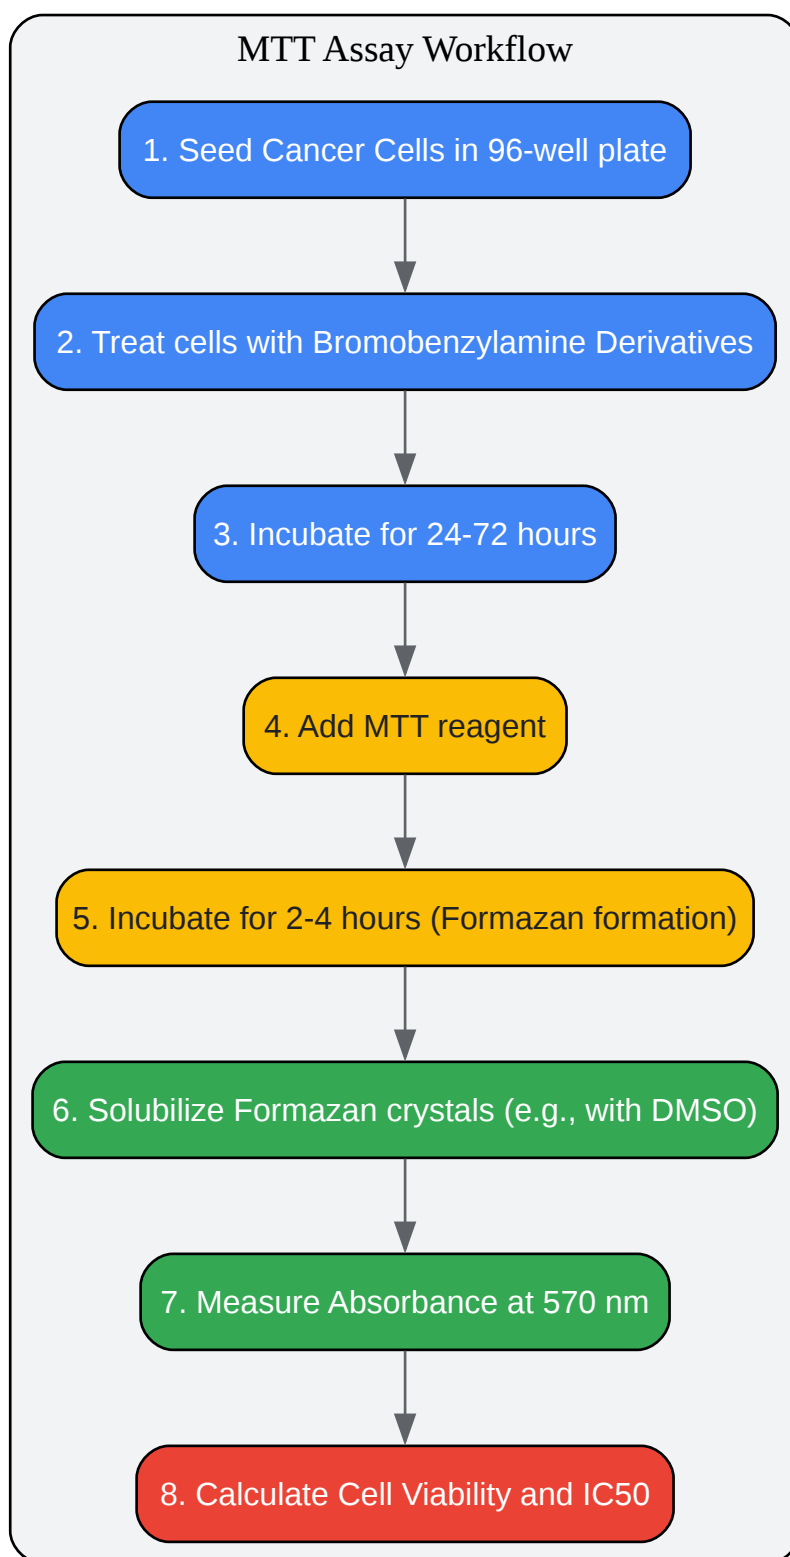 MTT Assay Workflow
1. Seed Cancer Cells in 96-well plate
2. Treat cells with Bromobenzylamine Derivatives
3. Incubate for 24-72 hours
4. Add MTT reagent
5. Incubate for 2-4 hours (Formazan formation)
6. Solubilize Formazan crystals (e.g., with DMSO)
7. Measure Absorbance at 570 nm
8. Calculate Cell Viability and IC50